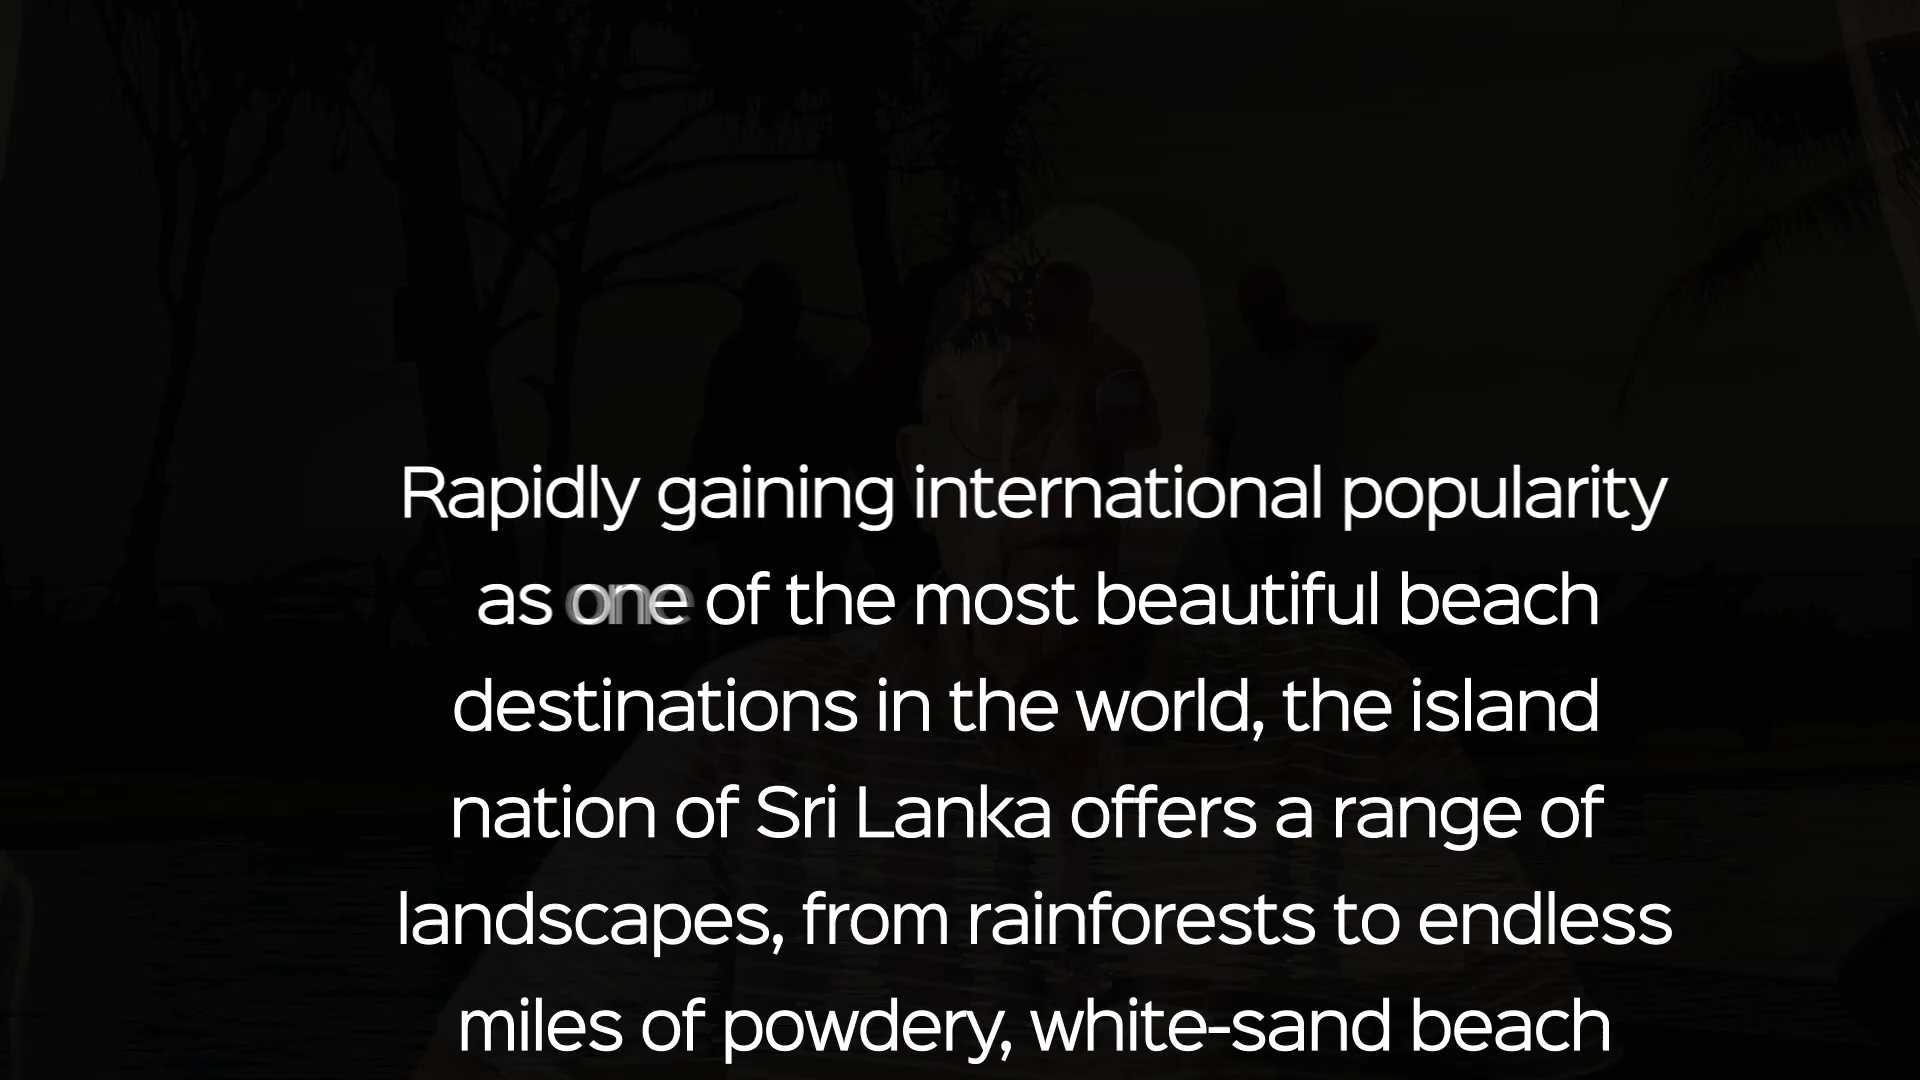 Rapidly gaining international popularity
as one of the most beautiful beach
destinations in the world, the island
nation of Sri Lanka offers a range of
landscapes, from rainforests to endless
miles of powdery, white-sand beach